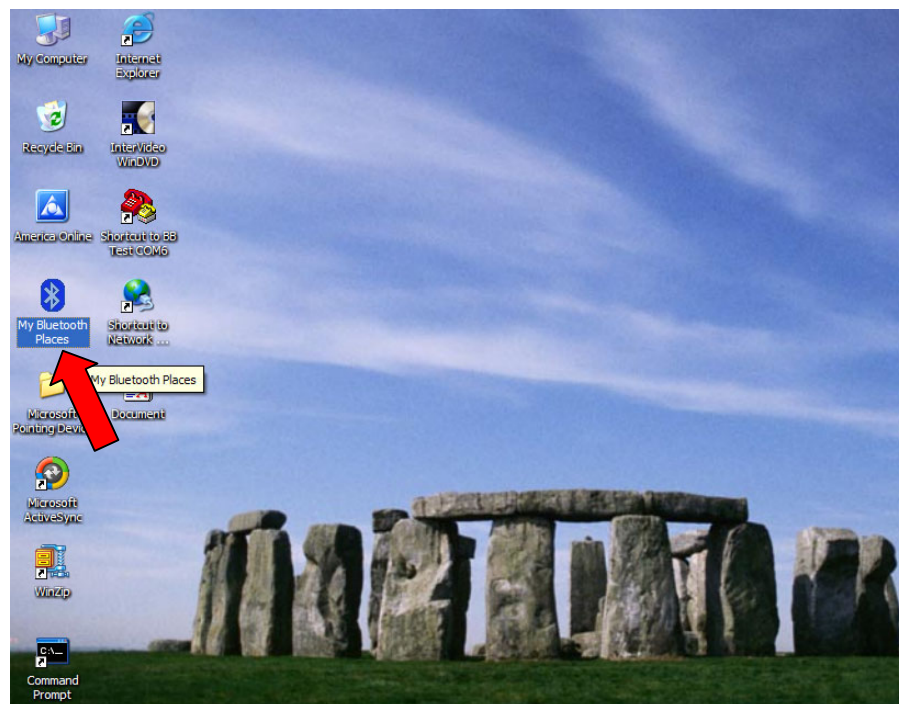 My Computer
Internet
Explorer
Recycle Bin
InterVideo
WinDVD
America Online
Shortcut to BB
Test COM6
My Bluetooth
Places
Shortcut to
Network ...
My Bluetooth Places
Microsoft
Pointing Devi
Document
Microsoft
ActiveSync
WinZip
C:\_
Command
Prompt